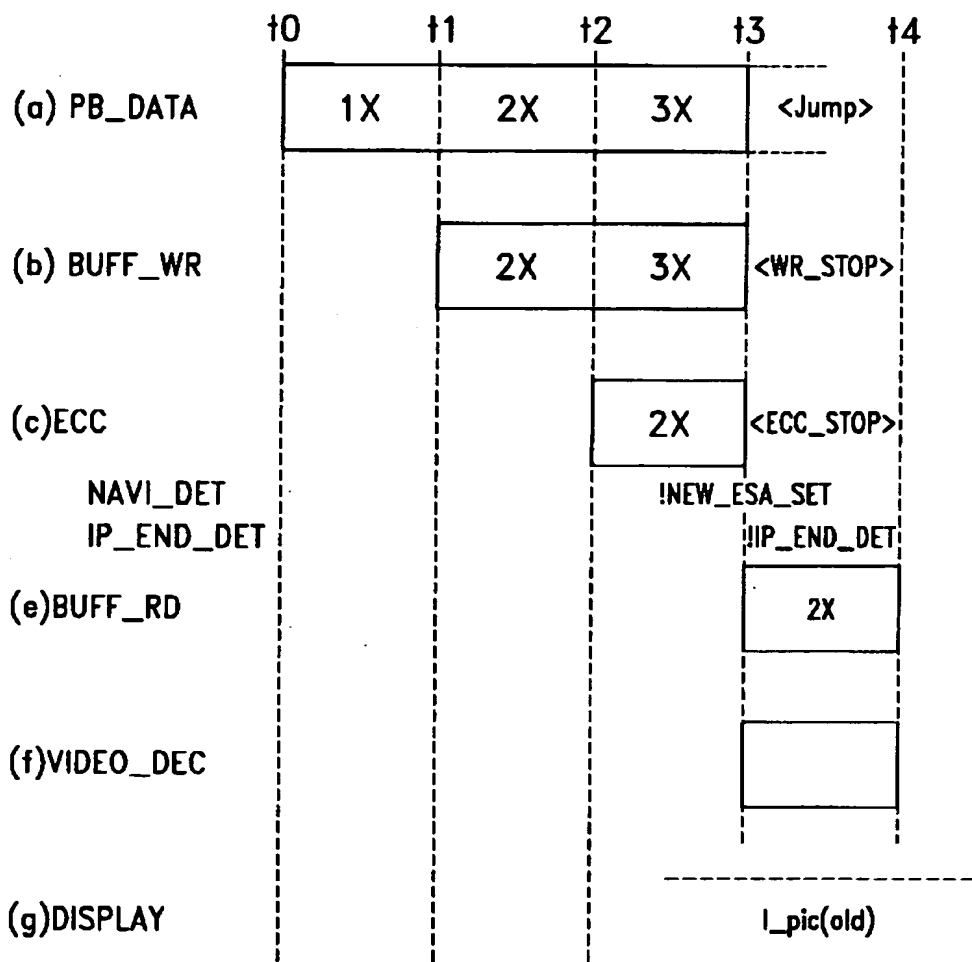 t0 t1 t2 t3 t4
(a) PB_DATA 1X 2X 3X <Jump>
(b) BUFF_WR 2X 3X <WR_STOP>
(c)ECC 2X <ECC_STOP>
NAVI_DET !NEW_ESA_SET
IP_END_DET !IP_END_DET
(e)BUFF_RD 2X
(f)VIDEO_DEC
(g)DISPLAY I_pic(old)